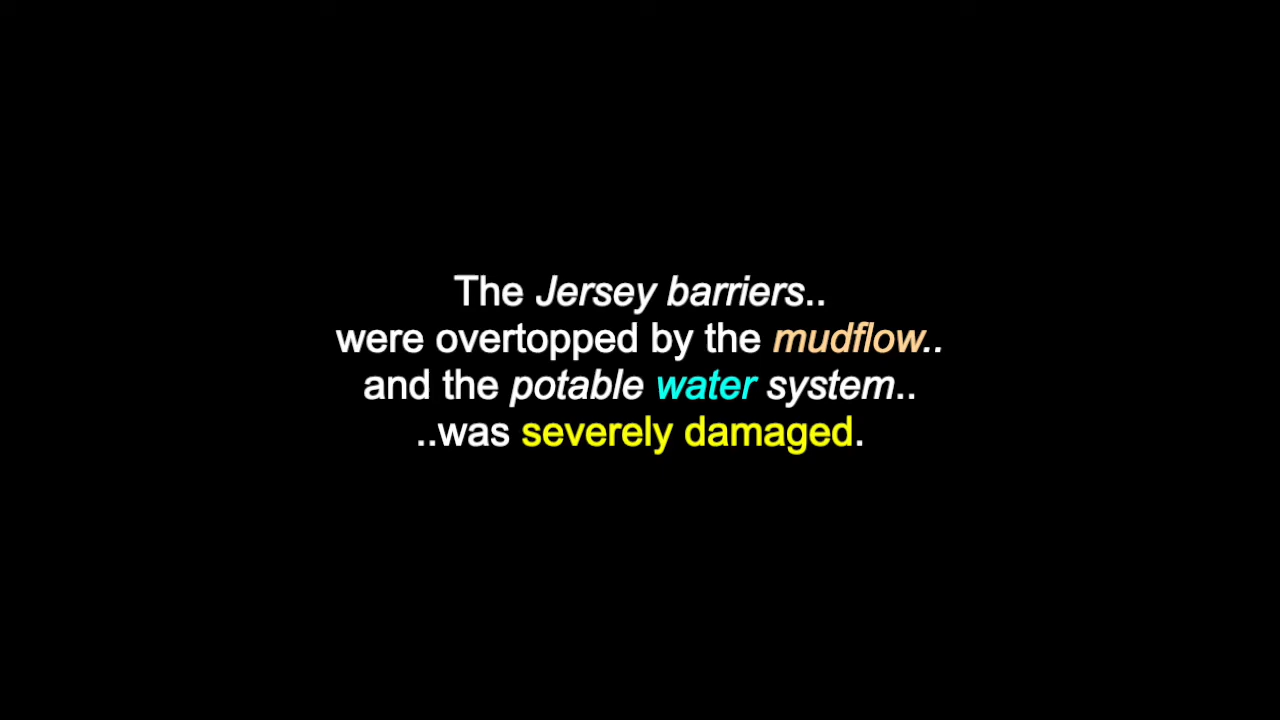 The Jersey barriers..
were overtopped by the mudflow..
and the potable water system..
..was severely damaged.